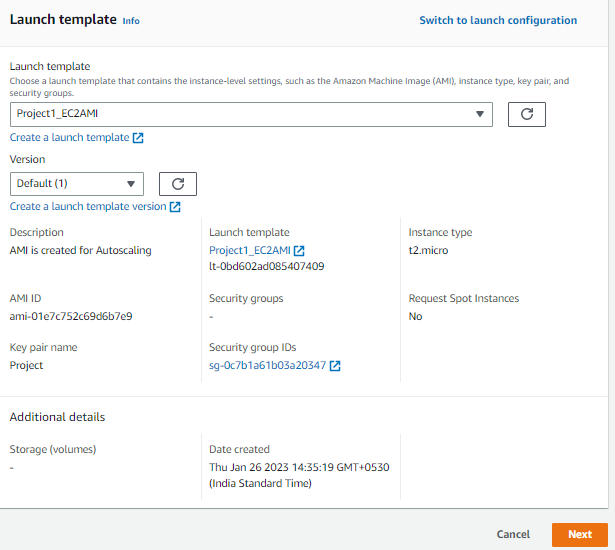 Launch template Info
Switch to launch configuration
Launch template
Choose a launch template that contains the instance-level settings, such as the Amazon Machine Image (AMI), instance type, key pair, and
security groups.
Project1_EC2AMI
Create a launch template
Version
Default (1)
Create a launch template version
Description
AMI is created for Autoscaling
Launch template
Project1_EC2AMI
lt-0bd602ad085407409
Instance type
t2.micro
AMI ID
ami-01e7c752c69d6b7e9
Security groups
-
Request Spot Instances
No
Key pair name
Project
Security group IDs
sg-0c7b1a61b03a20347
Additional details
Storage (volumes)
-
Date created
Thu Jan 26 2023 14:35:19 GMT+0530
(India Standard Time)
Cancel
Next